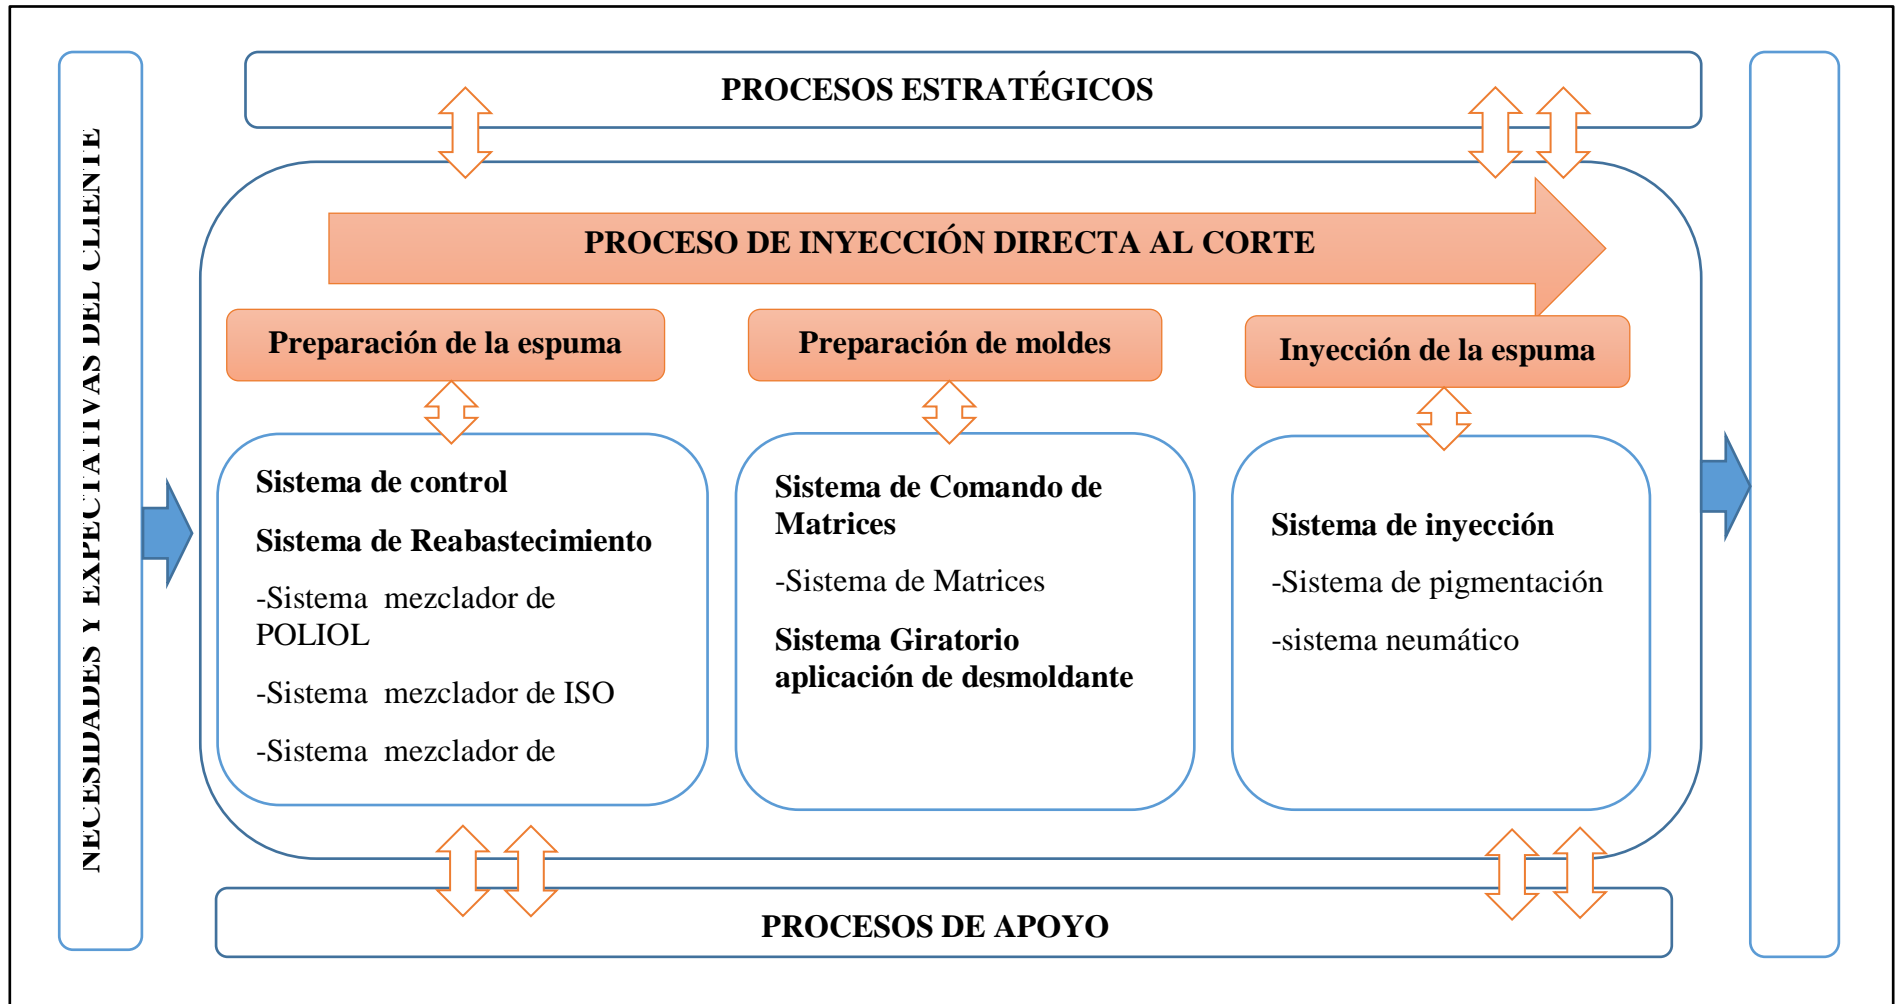 PROCESOS ESTRATÉGICOS
NECESIDADES Y EXPECTATIVAS DEL CLIENTE
PROCESO DE INYECCIÓN DIRECTA AL CORTE
Preparación de la espuma
Sistema de control
Sistema de Reabastecimiento
-Sistema mezclador de
POLIOL
-Sistema mezclador de ISO
-Sistema mezclador de
Preparación de moldes
Sistema de Comando de
Matrices
-Sistema de Matrices
Sistema Giratorio
aplicación de desmoldante
Inyección de la espuma
Sistema de inyección
-Sistema de pigmentación
-sistema neumático
PROCESOS DE APOYO